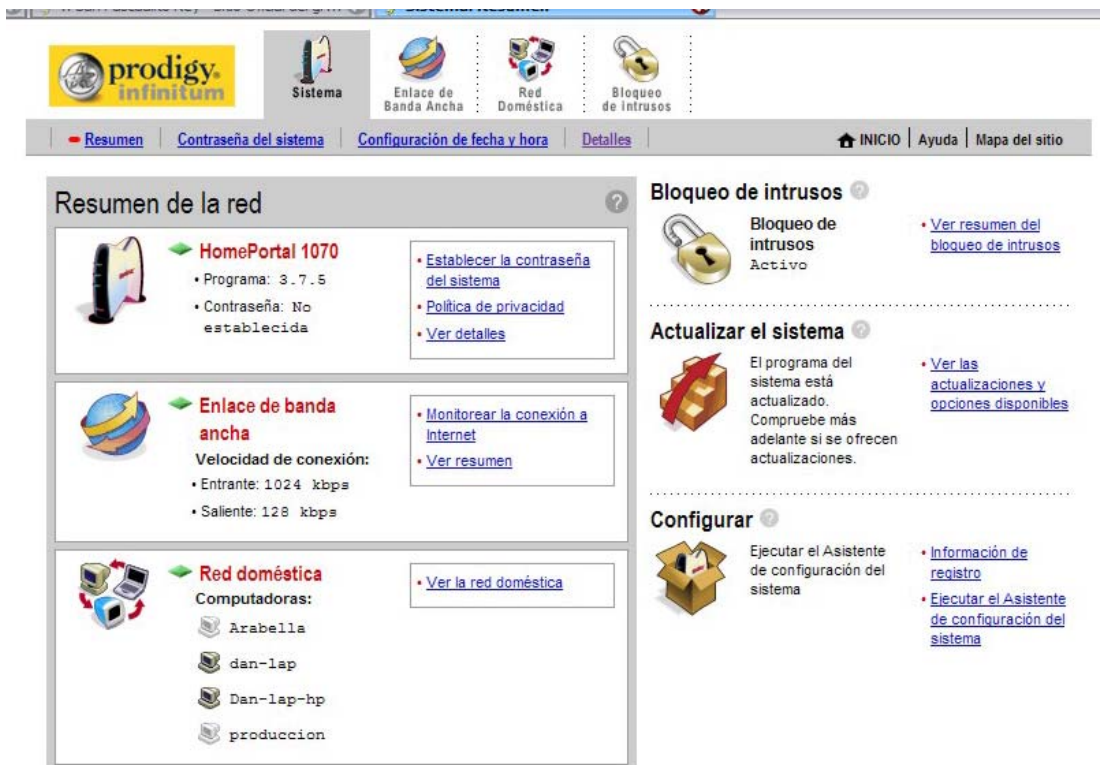 prodigy.
infinitum
Sistema
Enlace de
Banda Ancha
Red
Doméstica
Bloqueo
de intrusos
Resumen
Contraseña del sistema
Configuración de fecha y hora
Detalles
INICIO
Ayuda
Mapa del sitio
Resumen de la red
?
HomePortal 1070
• Programa: 3.7.5
• Contraseña: No
establecida
• Establecer la contraseña
del sistema
• Política de privacidad
• Ver detalles
Enlace de banda
ancha
Velocidad de conexión:
• Entrante: 1024 kbps
• Saliente: 128 kbps
• Monitorear la conexión a
Internet
• Ver resumen
Red doméstica
Computadoras:
Arabella
dan-lap
Dan-lap-hp
produccion
• Ver la red doméstica
Bloqueo de intrusos ?
Bloqueo de
intrusos
Activo
• Ver resumen del
bloqueo de intrusos
Actualizar el sistema ?
El programa del
sistema está
actualizado.
Compruebe más
adelante si se ofrecen
actualizaciones.
• Ver las
actualizaciones y
opciones disponibles
Configurar ?
Ejecutar el Asistente
de configuración del
sistema
• Información de
registro
• Ejecutar el Asistente
de configuración del
sistema